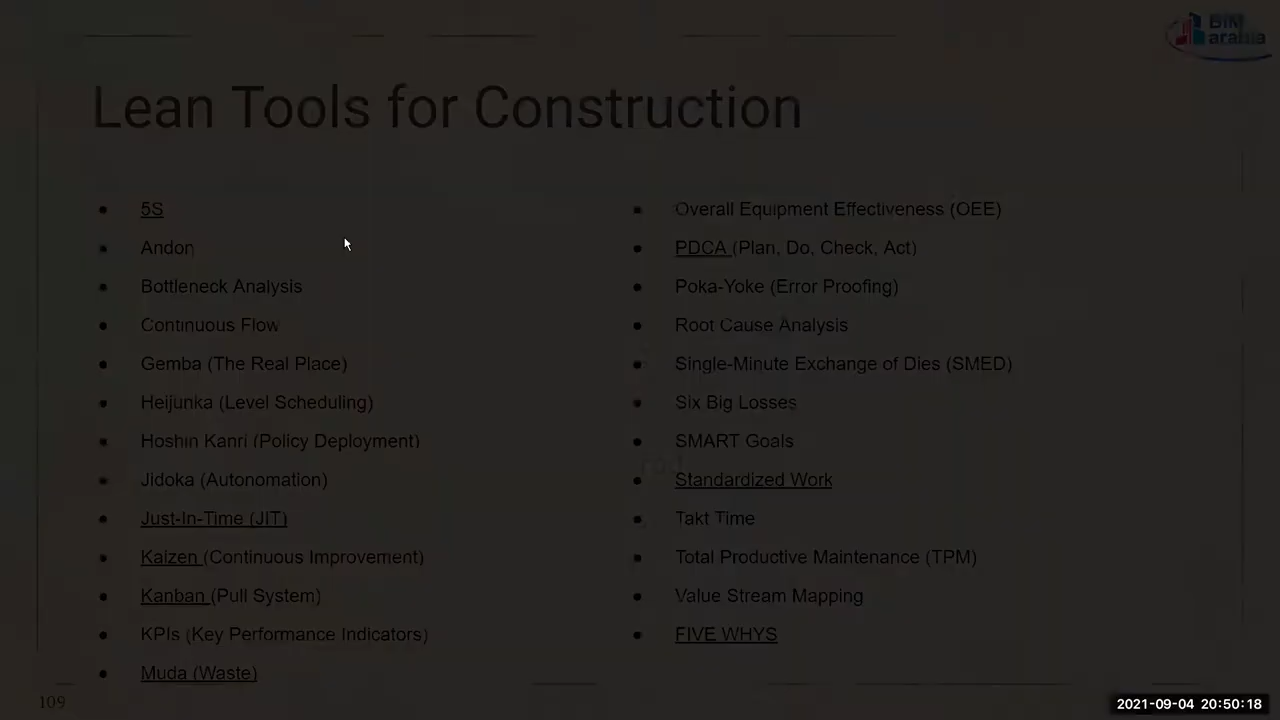 BIM
arabia
Lean Tools for Construction
5S
Andon
Bottleneck Analysis
Continuous Flow
Gemba (The Real Place)
Heijunka (Level Scheduling)
Hoshin Kanri (Policy Deployment)
Jidoka (Autonomation)
Just-In-Time (JIT)
Kaizen (Continuous Improvement)
Kanban (Pull System)
KPIs (Key Performance Indicators)
Muda (Waste)
Overall Equipment Effectiveness (OEE)
PDCA (Plan, Do, Check, Act)
Poka-Yoke (Error Proofing)
Root Cause Analysis
Single-Minute Exchange of Dies (SMED)
Six Big Losses
SMART Goals
Standardized Work
Takt Time
Total Productive Maintenance (TPM)
Value Stream Mapping
FIVE WHYS
109
2021-09-04 20:50:18